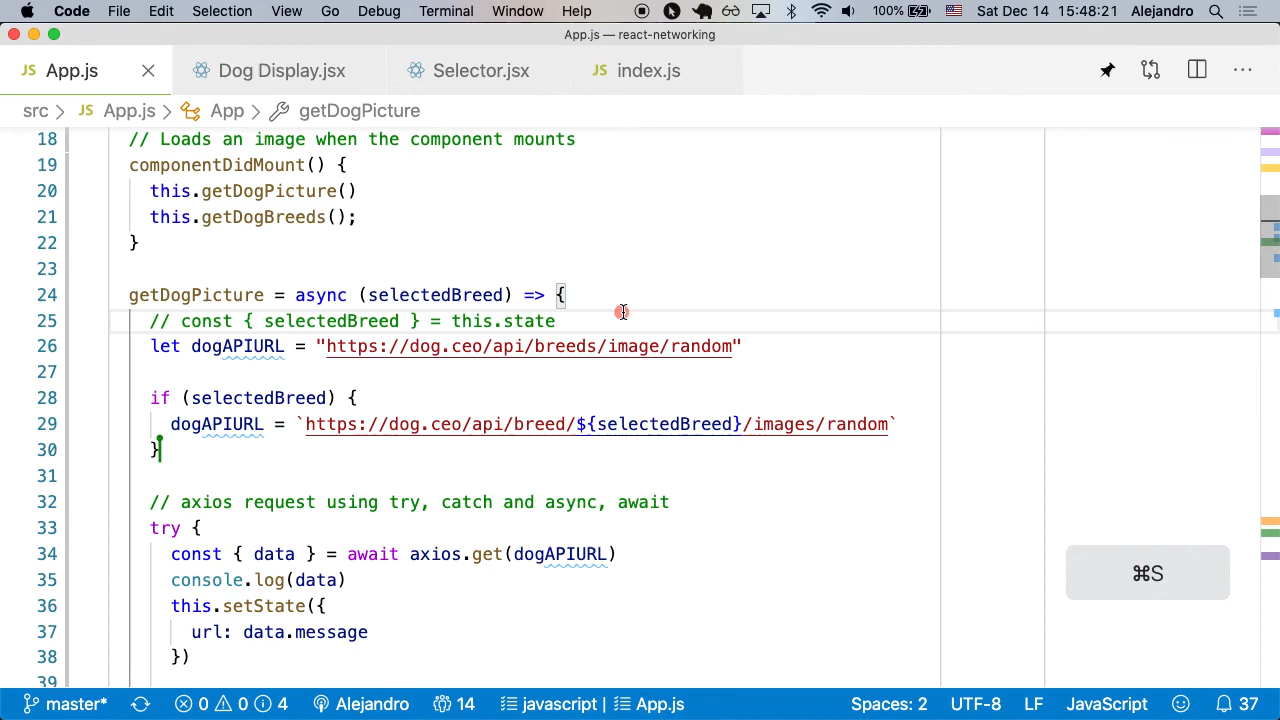 Code File Edit Selection View Go Debug Terminal Window Help 100% Sat Dec 14 15:48:21 Alejandro
App.js — react-networking
JS App.js Dog Display.jsx Selector.jsx JS index.js
src > JS App.js > App > getDogPicture
18 // Loads an image when the component mounts
19 componentDidMount() {
20 this.getDogPicture()
21 this.getDogBreeds();
22 }
23
24 getDogPicture = async (selectedBreed) => {
25 // const { selectedBreed } = this.state
26 let dogAPIURL = "https://dog.ceo/api/breeds/image/random"
27
28 if (selectedBreed) {
29 dogAPIURL = `https://dog.ceo/api/breed/${selectedBreed}/images/random`
30 }
31
32 // axios request using try, catch and async, await
33 try {
34 const { data } = await axios.get(dogAPIURL)
35 console.log(data)
36 this.setState({
37 url: data.message
38 })
39
⌘S
master* 0 0 4 Alejandro 14 javascript | App.js Spaces: 2 UTF-8 LF JavaScript 37